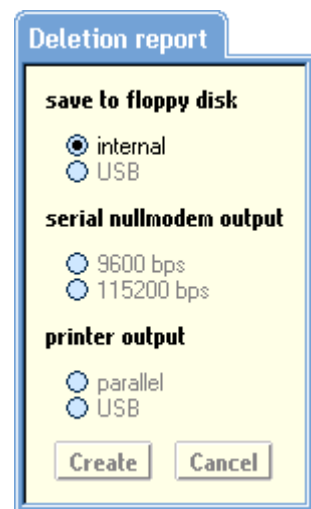 Deletion report
save to floppy disk
internal
USB
serial nullmodem output
9600 bps
115200 bps
printer output
parallel
USB
Create Cancel